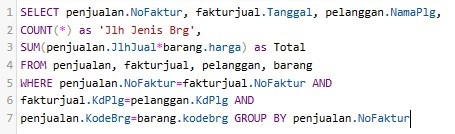 1 SELECT penjualan.NoFaktur, fakturjual.Tanggal, pelanggan.NamaPlg,
2 COUNT(*) as 'Jlh Jenis Brg',
3 SUM(penjualan.JlhJual*barang.harga) as Total
4 FROM penjualan, fakturjual, pelanggan, barang
5 WHERE penjualan.NoFaktur=fakturjual.NoFaktur AND
6 fakturjual.KdPlg=pelanggan.KdPlg AND
7 penjualan.KodeBrg=barang.kodebrg GROUP BY penjualan.NoFaktur